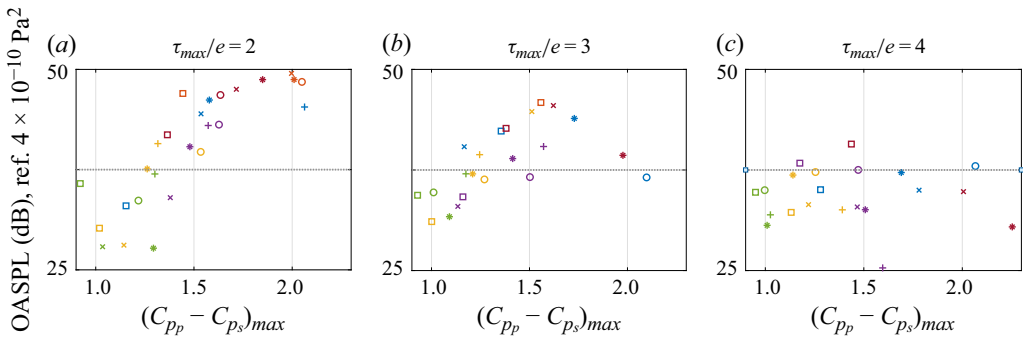 (a) τmax/e = 2
(b) τmax/e = 3
(c) τmax/e = 4
OASPL (dB), ref. 4 × 10⁻¹⁰ Pa²
50
25
1.0 1.5 2.0
(Cpp − Cps)max
50
25
1.0 1.5 2.0
(Cpp − Cps)max
50
25
1.0 1.5 2.0
(Cpp − Cps)max